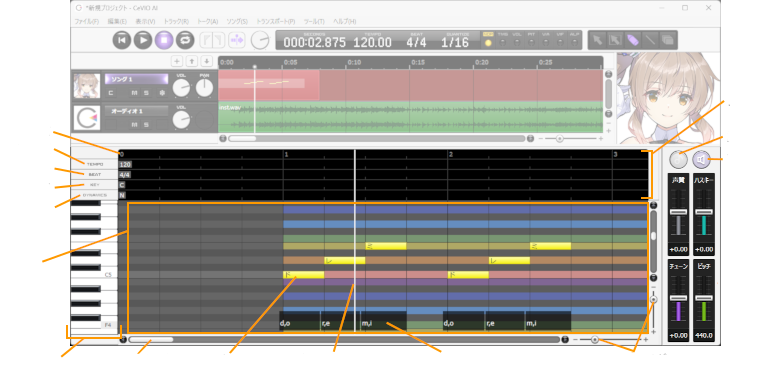 *新規プロジェクト - CeVIO AI
ファイル(F) 編集(E) 表示(V) トラック(R) トーク(A) ソング(S) トランスポート(P) ツール(T) ヘルプ(H)
SECONDS TEMPO BEAT QUANTIZE
000:02.875 120.00 4/4 1/16
0:00 0:05 0:10 0:15 0:20 0:25
ソング 1 VOL PAN
C M S
オーディオ 1 VOL
M S
0 1 2 3
TEMPO 120
BEAT 4/4
KEY C
DYNAMICS N
声質 ハスキー
+0.00 +0.00
チューン ピッチ
+0.00 440.0
ミ ミ
レ レ
C5 ド ド
F4 d,o r,e m,i d,o r,e m,i